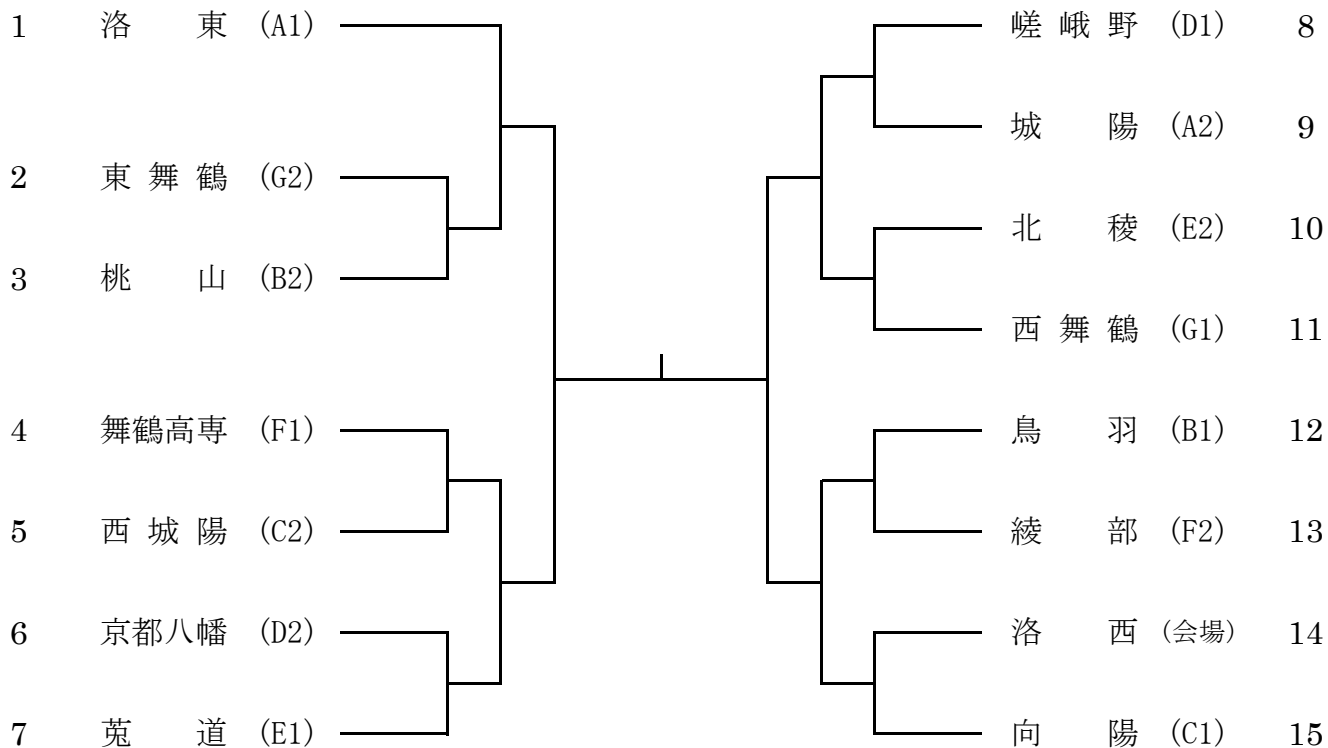 1 洛東 (A1)
2 東舞鶴 (G2)
3 桃山 (B2)
4 舞鶴高専 (F1)
5 西城陽 (C2)
6 京都八幡 (D2)
7 莵道 (E1)
嵯峨野 (D1) 8
城陽 (A2) 9
北稜 (E2) 10
西舞鶴 (G1) 11
鳥羽 (B1) 12
綾部 (F2) 13
洛西 (会場) 14
向陽 (C1) 15